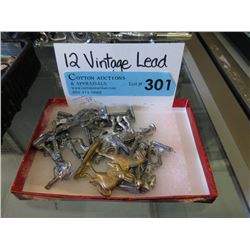 12 Vintage Lead
COTTON AUCTIONS
& APPRAISALS
Lot # 301